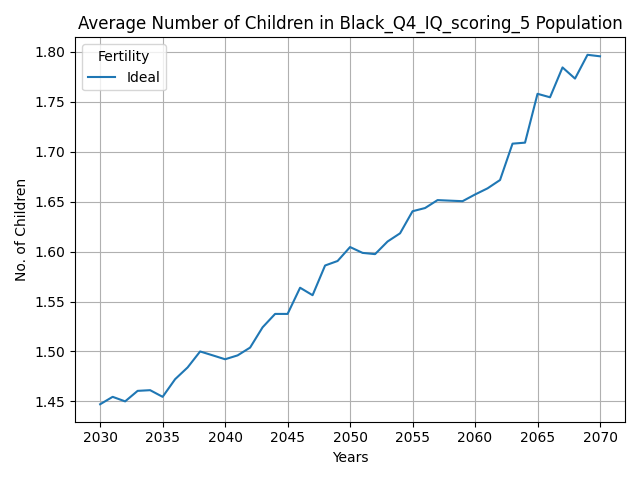 Average Number of Children in Black_Q4_IQ_scoring_5 Population
Fertility
Ideal
No. of Children
1.80
1.75
1.70
1.65
1.60
1.55
1.50
1.45
2030 2035 2040 2045 2050 2055 2060 2065 2070
Years